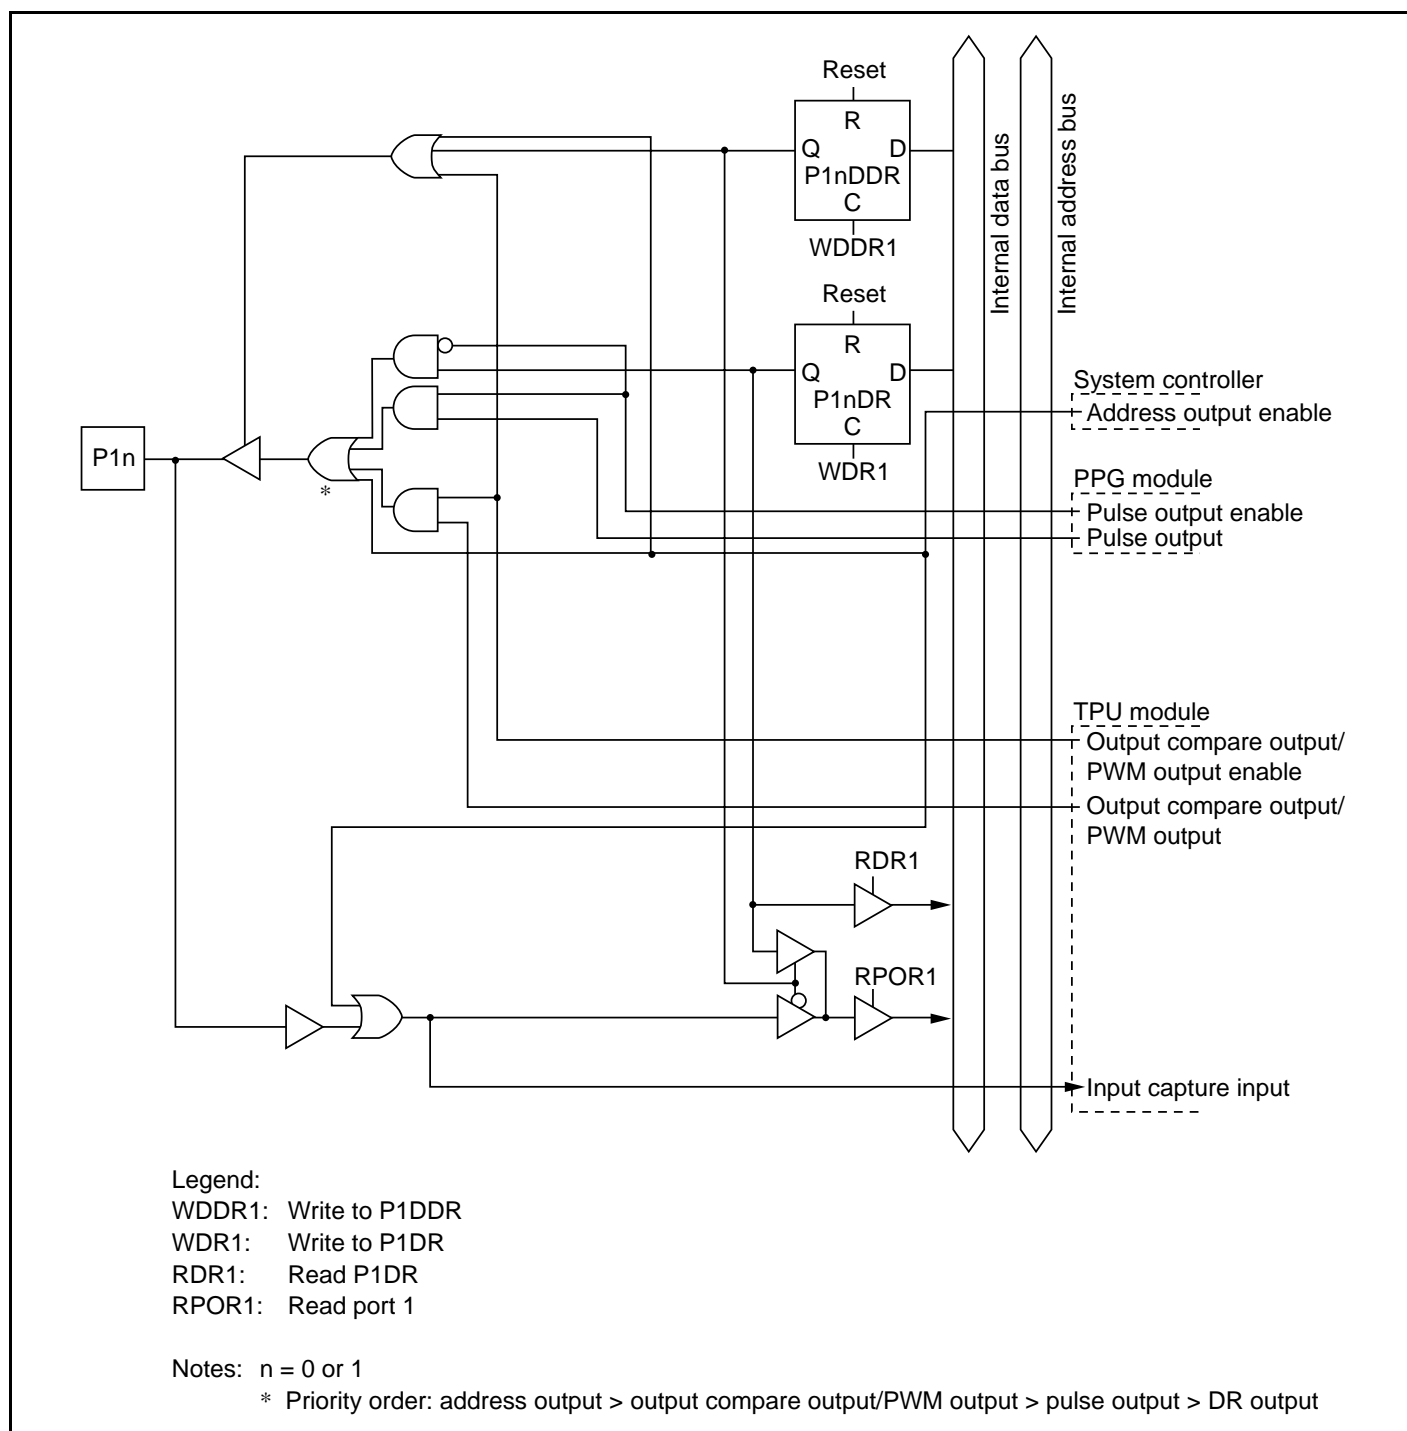 Reset
R
Q D
P1nDDR
C
WDDR1
Internal data bus
Internal address bus
Reset
R
Q D
P1nDR
C
WDR1
System controller
Address output enable
P1n
*
PPG module
Pulse output enable
Pulse output
TPU module
Output compare output/
PWM output enable
Output compare output/
PWM output
RDR1
RPOR1
Input capture input
Legend:
WDDR1: Write to P1DDR
WDR1: Write to P1DR
RDR1: Read P1DR
RPOR1: Read port 1
Notes: n = 0 or 1
* Priority order: address output > output compare output/PWM output > pulse output > DR output